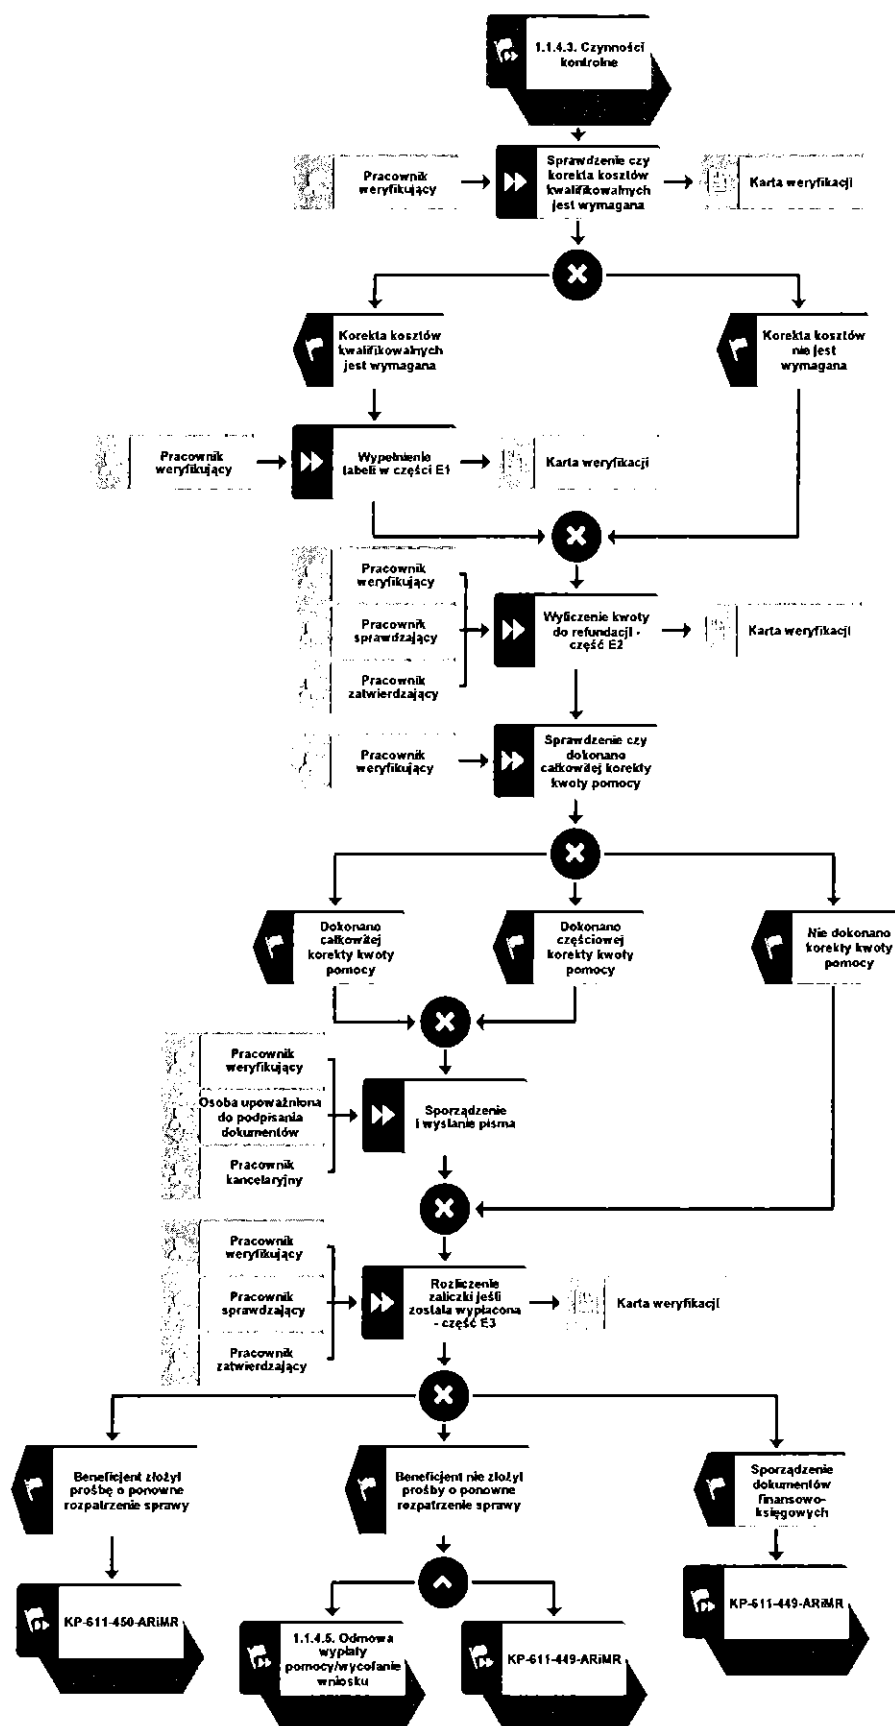 1.1.4.3. Czynności
kontrolne
Pracownik
weryfikujący
Sprawdzenie czy
korekta kosztów
kwalifikowalnych
jest wymagana
Karta weryfikacji
Korekta kosztów
kwalifikowalnych
jest wymagana
Korekta kosztów
nie jest
wymagana
Pracownik
weryfikujący
Wypełnienie
tabeli w części E1
Karta weryfikacji
Pracownik
weryfikujący
Pracownik
sprawdzający
Pracownik
zatwierdzający
Wyliczenie kwoty
do refundacji -
część E2
Karta weryfikacji
Pracownik
weryfikujący
Sprawdzenie czy
dokonano
całkowitej korekty
kwoty pomocy
Dokonano
całkowitej
korekty kwoty
pomocy
Dokonano
częściowej
korekty kwoty
pomocy
Nie dokonano
korekty kwoty
pomocy
Pracownik
weryfikujący
Osoba upoważniona
do podpisania
dokumentów
Pracownik
kancelaryjny
Sporządzenie
i wysłanie pisma
Pracownik
weryfikujący
Pracownik
sprawdzający
Pracownik
zatwierdzający
Rozliczenie
zaliczki jeśli
została wypłacona
- część E3
Karta weryfikacji
Beneficjent złożył
prośbę o ponowne
rozpatrzenie sprawy
Beneficjent nie złożył
prośby o ponowne
rozpatrzenie sprawy
Sporządzenie
dokumentów
finansowo-
księgowych
KP-611-450-ARiMR
1.1.4.5. Odmowa
wypłaty
pomocy/wycofanie
wniosku
KP-611-449-ARiMR
KP-611-449-ARiMR